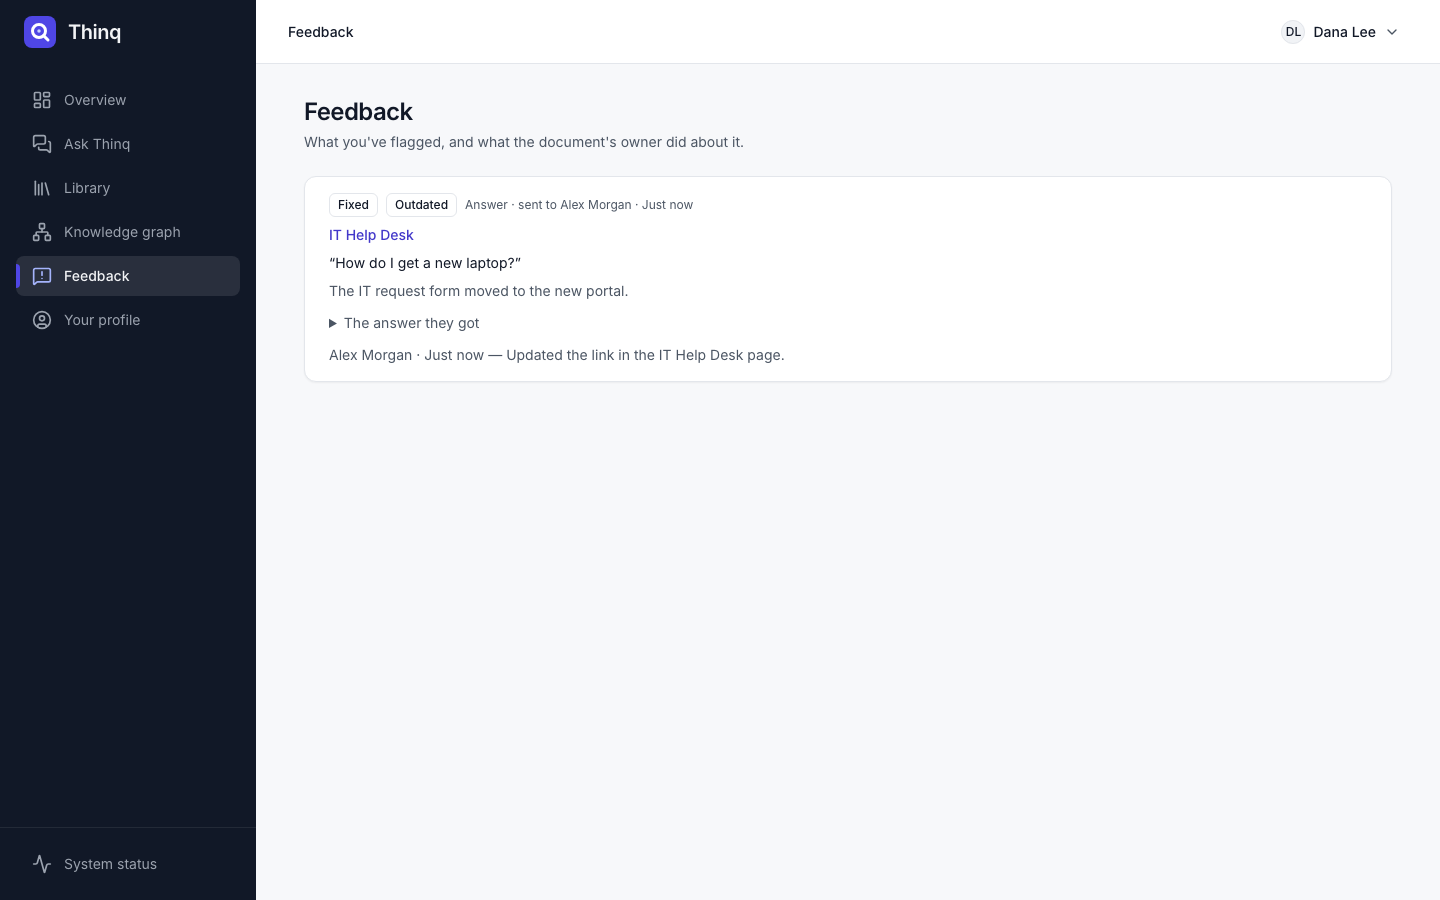 Thinq
Overview
Ask Thinq
Library
Knowledge graph
Feedback
Your profile
System status
Feedback
DL Dana Lee
Feedback
What you've flagged, and what the document's owner did about it.
Fixed Outdated Answer · sent to Alex Morgan · Just now
IT Help Desk
“How do I get a new laptop?”
The IT request form moved to the new portal.
The answer they got
Alex Morgan · Just now — Updated the link in the IT Help Desk page.